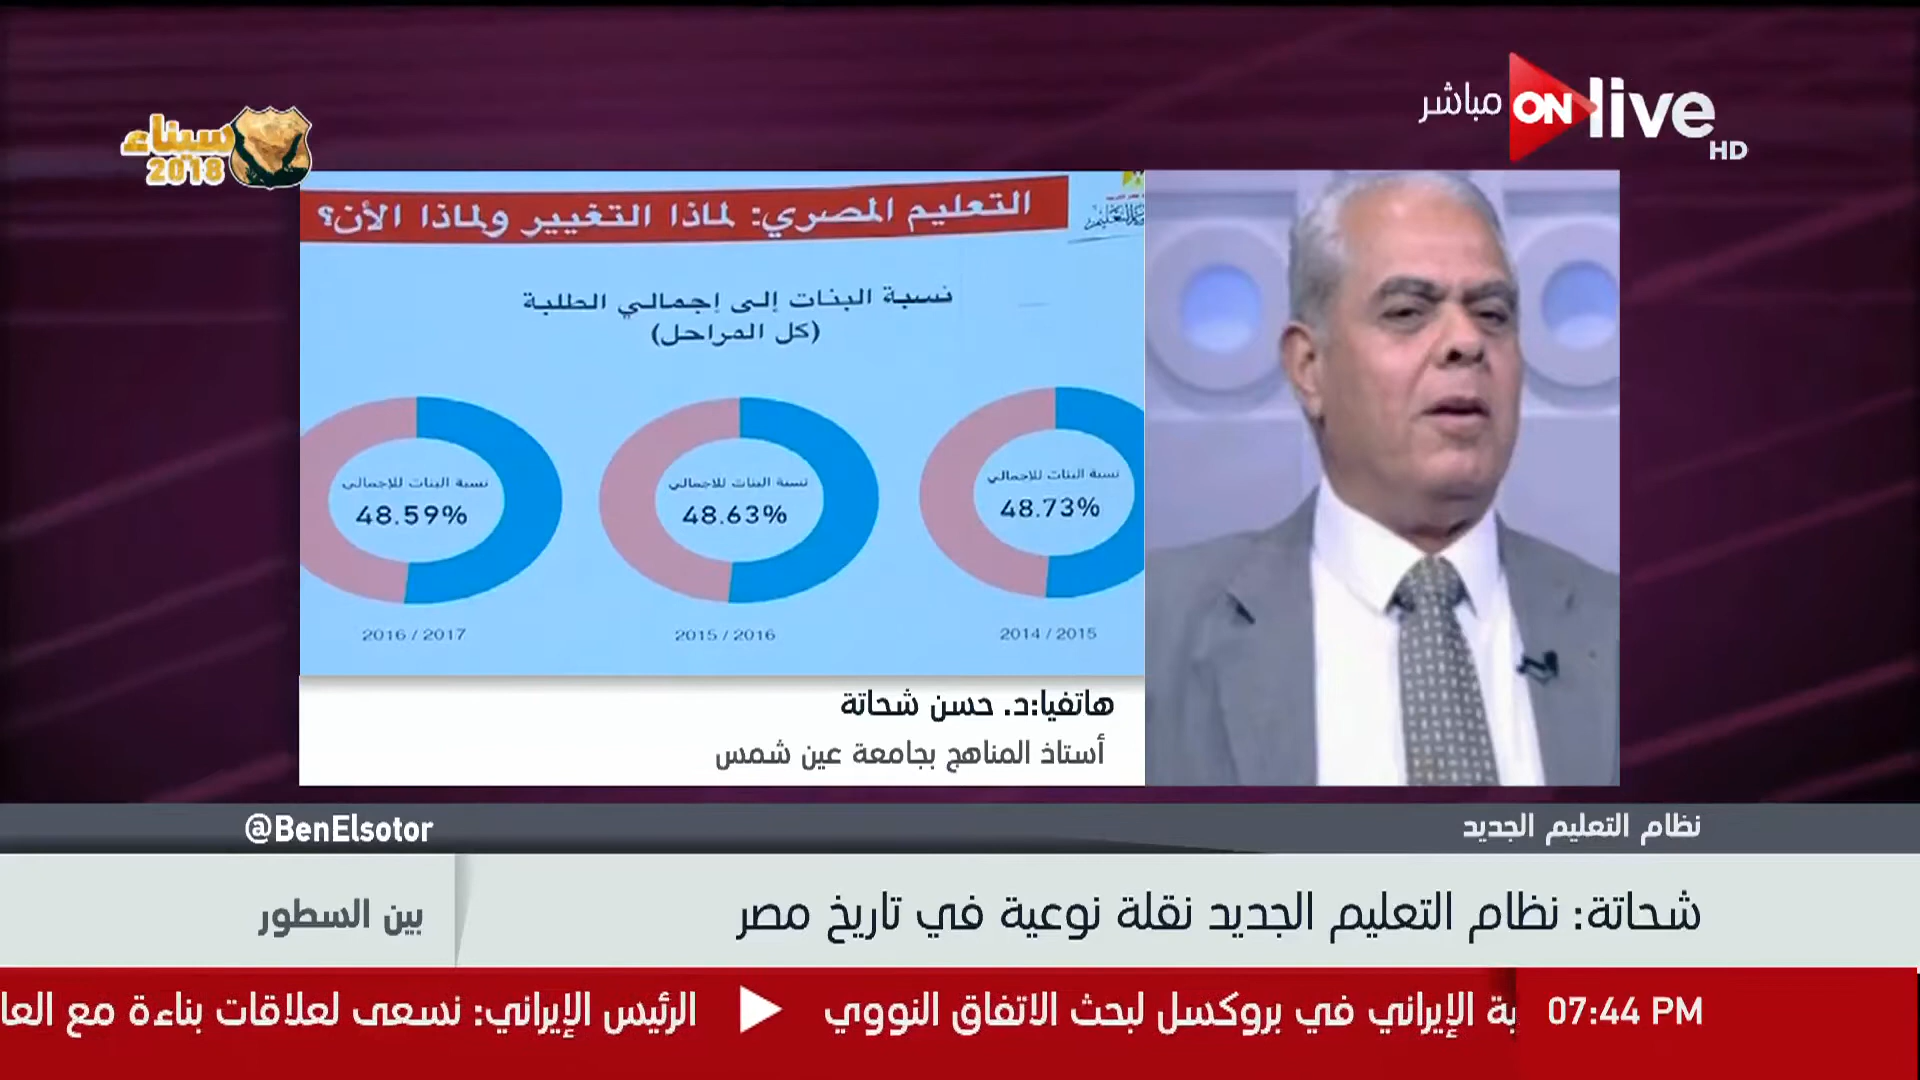 مباشر ON live
HD
سيناء
2018
التعليم المصري: لماذا التغيير ولماذا الأن؟
نسبة البنات إلى إجمالي الطلبة
(كل المراحل)
نسبة البنات للاجمالي
48.73%
2014 / 2015
نسبة البنات للاجمالي
48.63%
2015 / 2016
نسبة البنات للاجمالي
48.59%
2016 / 2017
هاتفيا:د. حسن شحاتة
أستاذ المناهج بجامعة عين شمس
نظام التعليم الجديد
@BenElsotor
شحاتة: نظام التعليم الجديد نقلة نوعية في تاريخ مصر
بين السطور
07:44 PM
ية الإيراني في بروكسل لبحث الاتفاق النووي
الرئيس الإيراني: نسعى لعلاقات بناءة مع العا